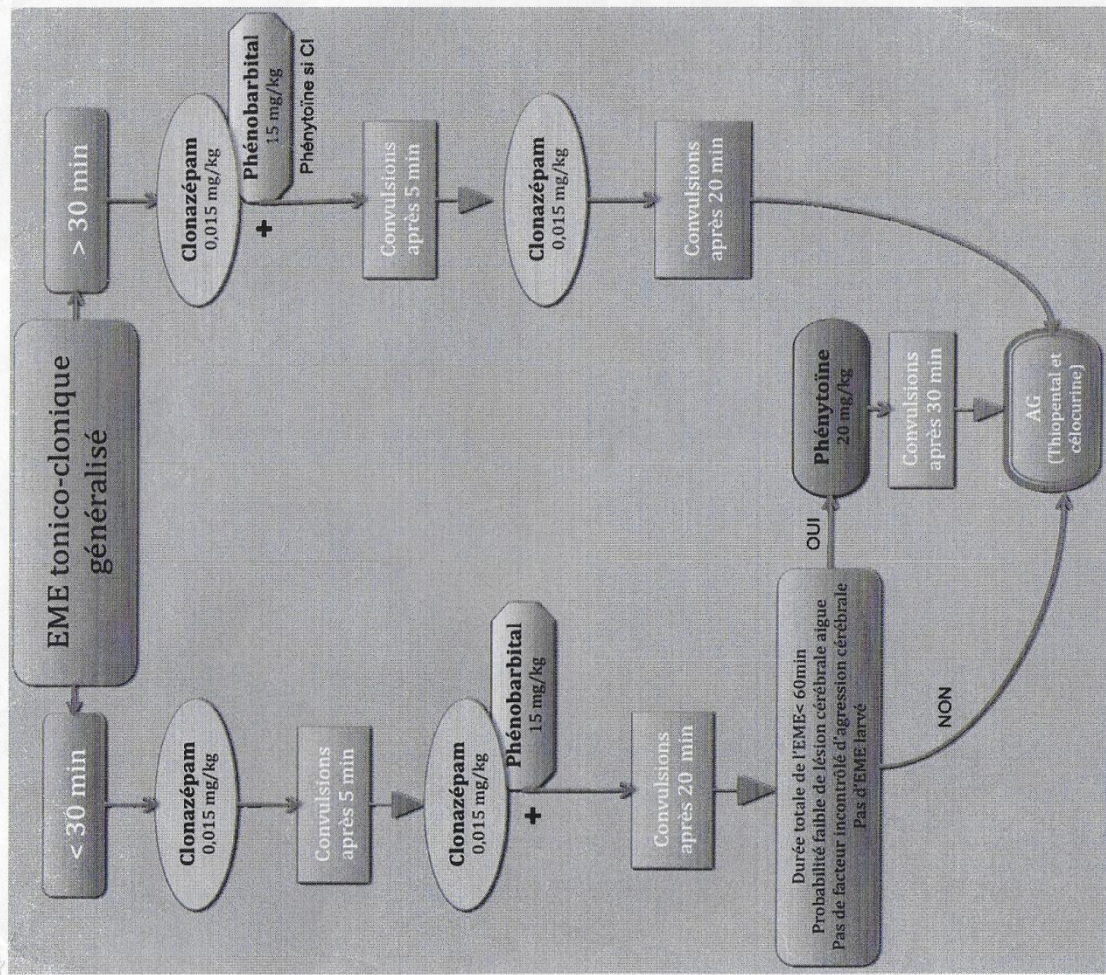 EME tonico-clonique
généralisé
< 30 min
Clonazépam
0,015 mg/kg
Convulsions
après 5 min
Clonazépam
0,015 mg/kg
+
Phénobarbital
15 mg/kg
Convulsions
après 20 min
Durée totale de l'EME< 60min
Probabilité faible de lésion cérébrale aigue
Pas de facteur incontrôlé d'agression cérébrale
Pas d'EME larvé
OUI
NON
Phénytoïne
20 mg/kg
Convulsions
après 30 min
> 30 min
Clonazépam
0,015 mg/kg
+
Phénobarbital
15 mg/kg
Phénytoïne si CI
Convulsions
après 5 min
Clonazépam
0,015 mg/kg
Convulsions
après 20 min
AG
(Thiopental et
célocurine)